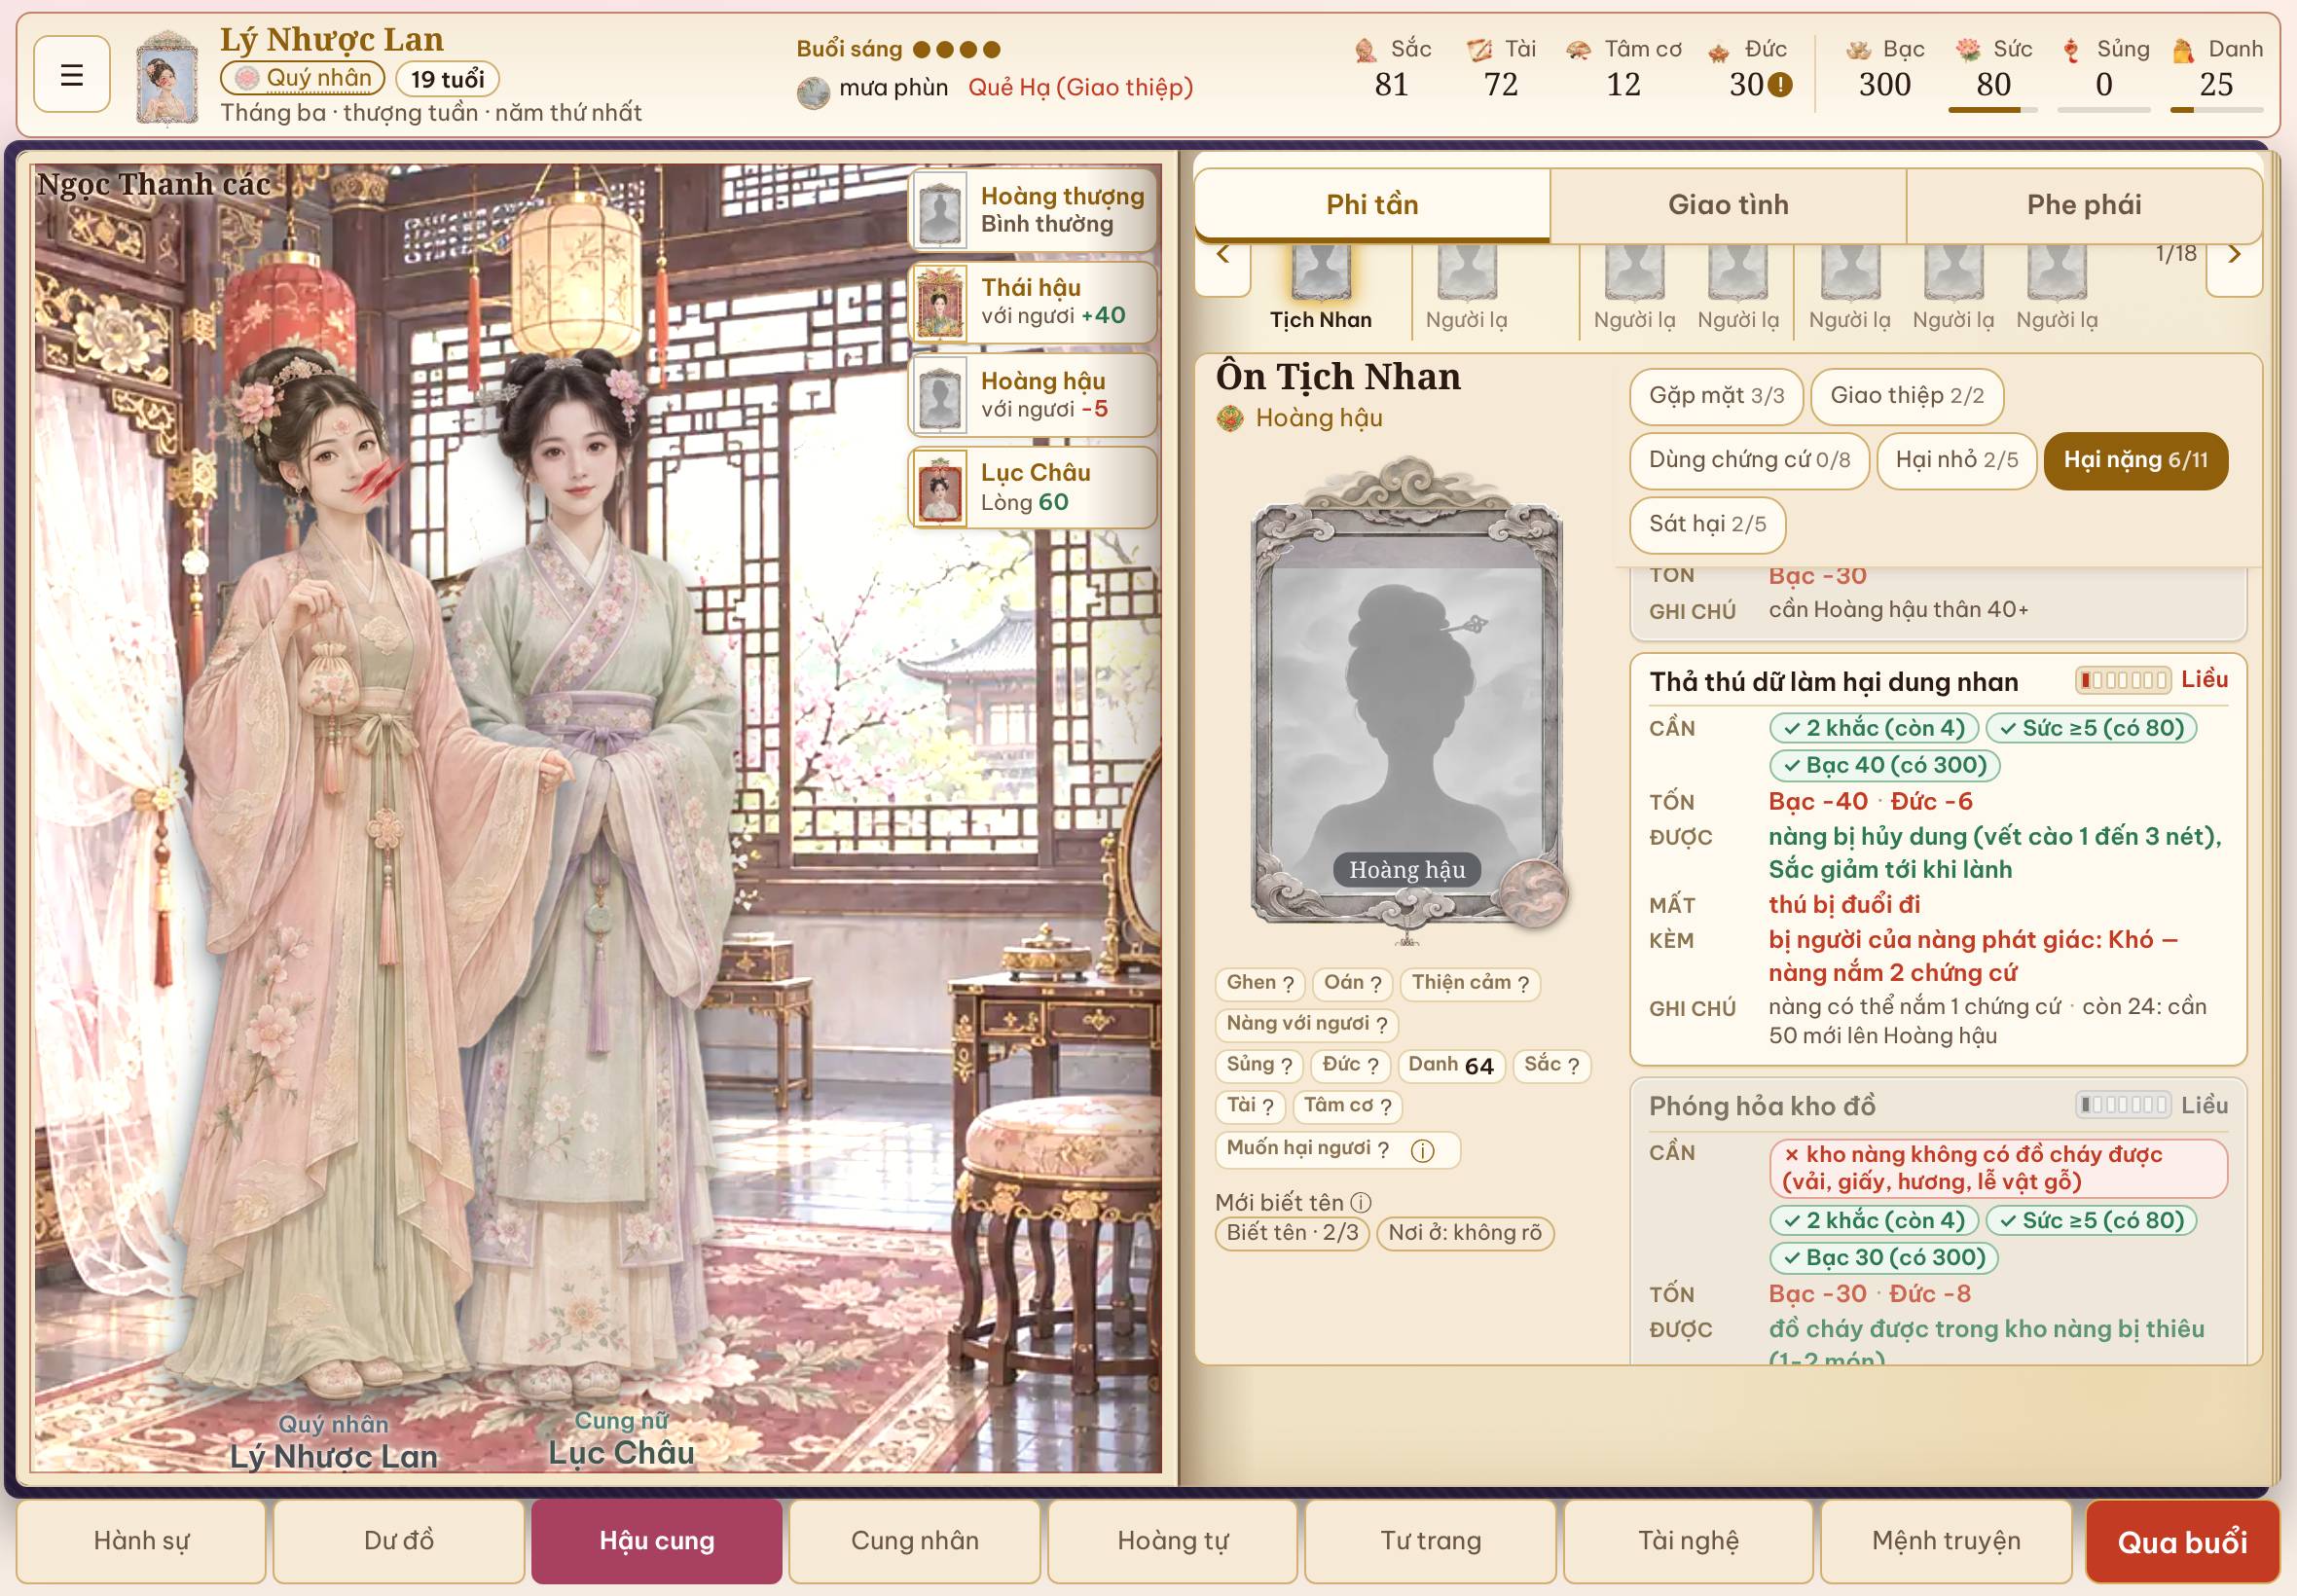 ☰
Lý Nhược Lan
Quý nhân
19 tuổi
Tháng ba · thượng tuần · năm thứ nhất
Buổi sáng
mưa phùn Quẻ Hạ (Giao thiệp)
Sắc Tài Tâm cơ Đức Bạc Sức Sủng Danh
81 72 12 30 ! 300 80 0 25
Ngọc Thanh các
Hoàng thượng
Bình thường
Thái hậu
với ngươi +40
Hoàng hậu
với ngươi -5
Lục Châu
Lòng 60
Quý nhân
Lý Nhược Lan
Cung nữ
Lục Châu
Phi tần Giao tình Phe phái
< 1/18 >
Tịch Nhan Người lạ Người lạ Người lạ Người lạ Người lạ Người lạ
Ôn Tịch Nhan
Hoàng hậu
Hoàng hậu
Ghen ? Oán ? Thiện cảm ?
Nàng với ngươi ?
Sủng ? Đức ? Danh 64 Sắc ?
Tài ? Tâm cơ ?
Muốn hại ngươi ? ⓘ
Mới biết tên ⓘ
Biết tên · 2/3 Nơi ở: không rõ
Gặp mặt 3/3 Giao thiệp 2/2
Dùng chứng cứ 0/8 Hại nhỏ 2/5 Hại nặng 6/11
Sát hại 2/5
TỐN Bạc -30
GHI CHÚ cần Hoàng hậu thân 40+
Thả thú dữ làm hại dung nhan Liều
CẦN ✓ 2 khắc (còn 4) ✓ Sức ≥5 (có 80)
✓ Bạc 40 (có 300)
TỐN Bạc -40 · Đức -6
ĐƯỢC nàng bị hủy dung (vết cào 1 đến 3 nét),
Sắc giảm tới khi lành
MẤT thú bị đuổi đi
KÈM bị người của nàng phát giác: Khó —
nàng nắm 2 chứng cứ
GHI CHÚ nàng có thể nắm 1 chứng cứ · còn 24: cần
50 mới lên Hoàng hậu
Phóng hỏa kho đồ Liều
CẦN × kho nàng không có đồ cháy được
(vải, giấy, hương, lễ vật gỗ)
✓ 2 khắc (còn 4) ✓ Sức ≥5 (có 80)
✓ Bạc 30 (có 300)
TỐN Bạc -30 · Đức -8
ĐƯỢC đồ cháy được trong kho nàng bị thiêu
(1-2 món)
Hành sự Dư đồ Hậu cung Cung nhân Hoàng tự Tư trang Tài nghệ Mệnh truyện Qua buổi